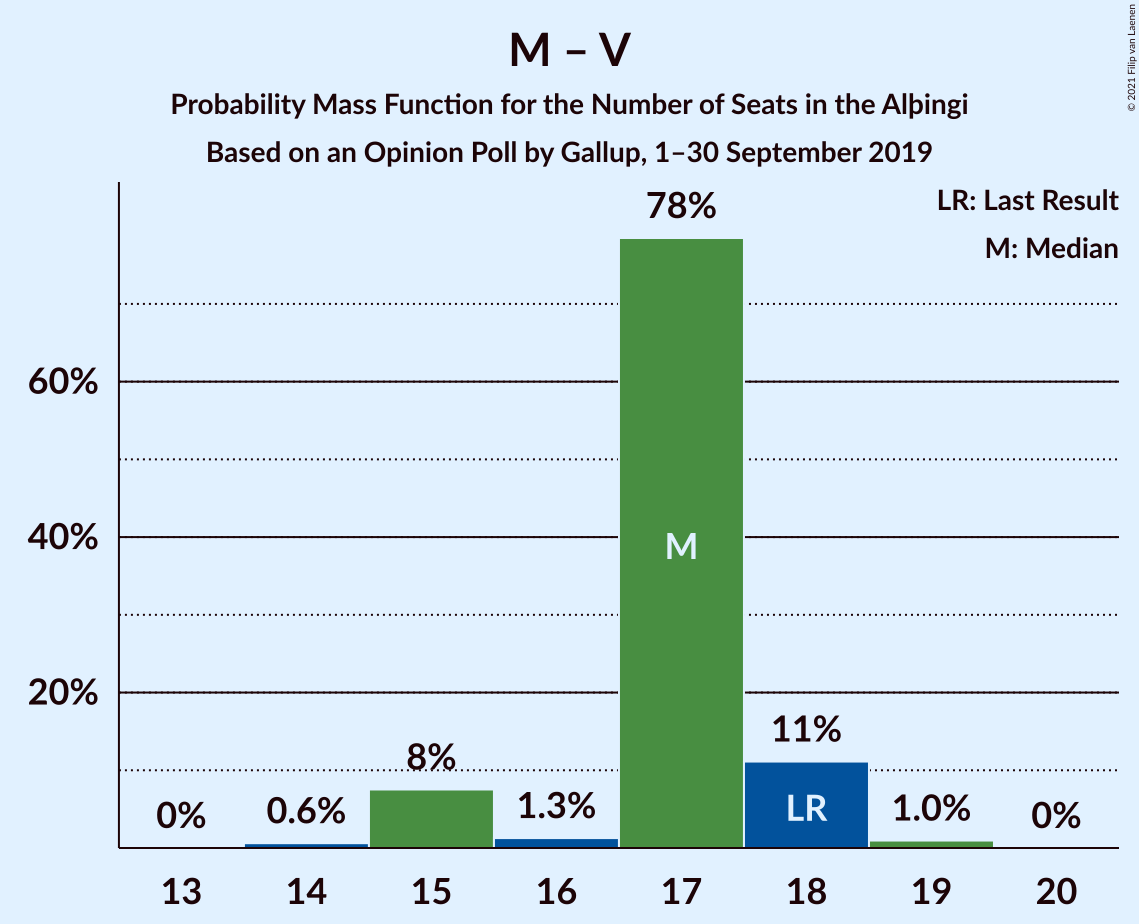 M – V
Probability Mass Function for the Number of Seats in the Alþingi
Based on an Opinion Poll by Gallup, 1–30 September 2019
© 2021 Filip van Laenen
LR: Last Result
M: Median
78%
60%
40%
20%
M
0%
0.6%
8%
1.3%
11%
LR
1.0%
0%
13 14 15 16 17 18 19 20